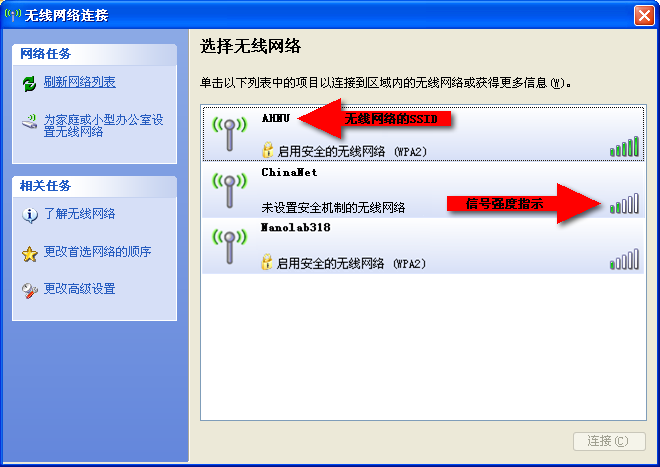 无线网络连接
网络任务
刷新网络列表
为家庭或小型办公室设
置无线网络
相关任务
了解无线网络
更改首选网络的顺序
更改高级设置
选择无线网络
单击以下列表中的项目以连接到区域内的无线网络或获得更多信息(W)。
AHNU
无线网络的SSID
启用安全的无线网络 (WPA2)
ChinaNet
未设置安全机制的无线网络
信号强度指示
Nanolab318
启用安全的无线网络 (WPA2)
连接(C)